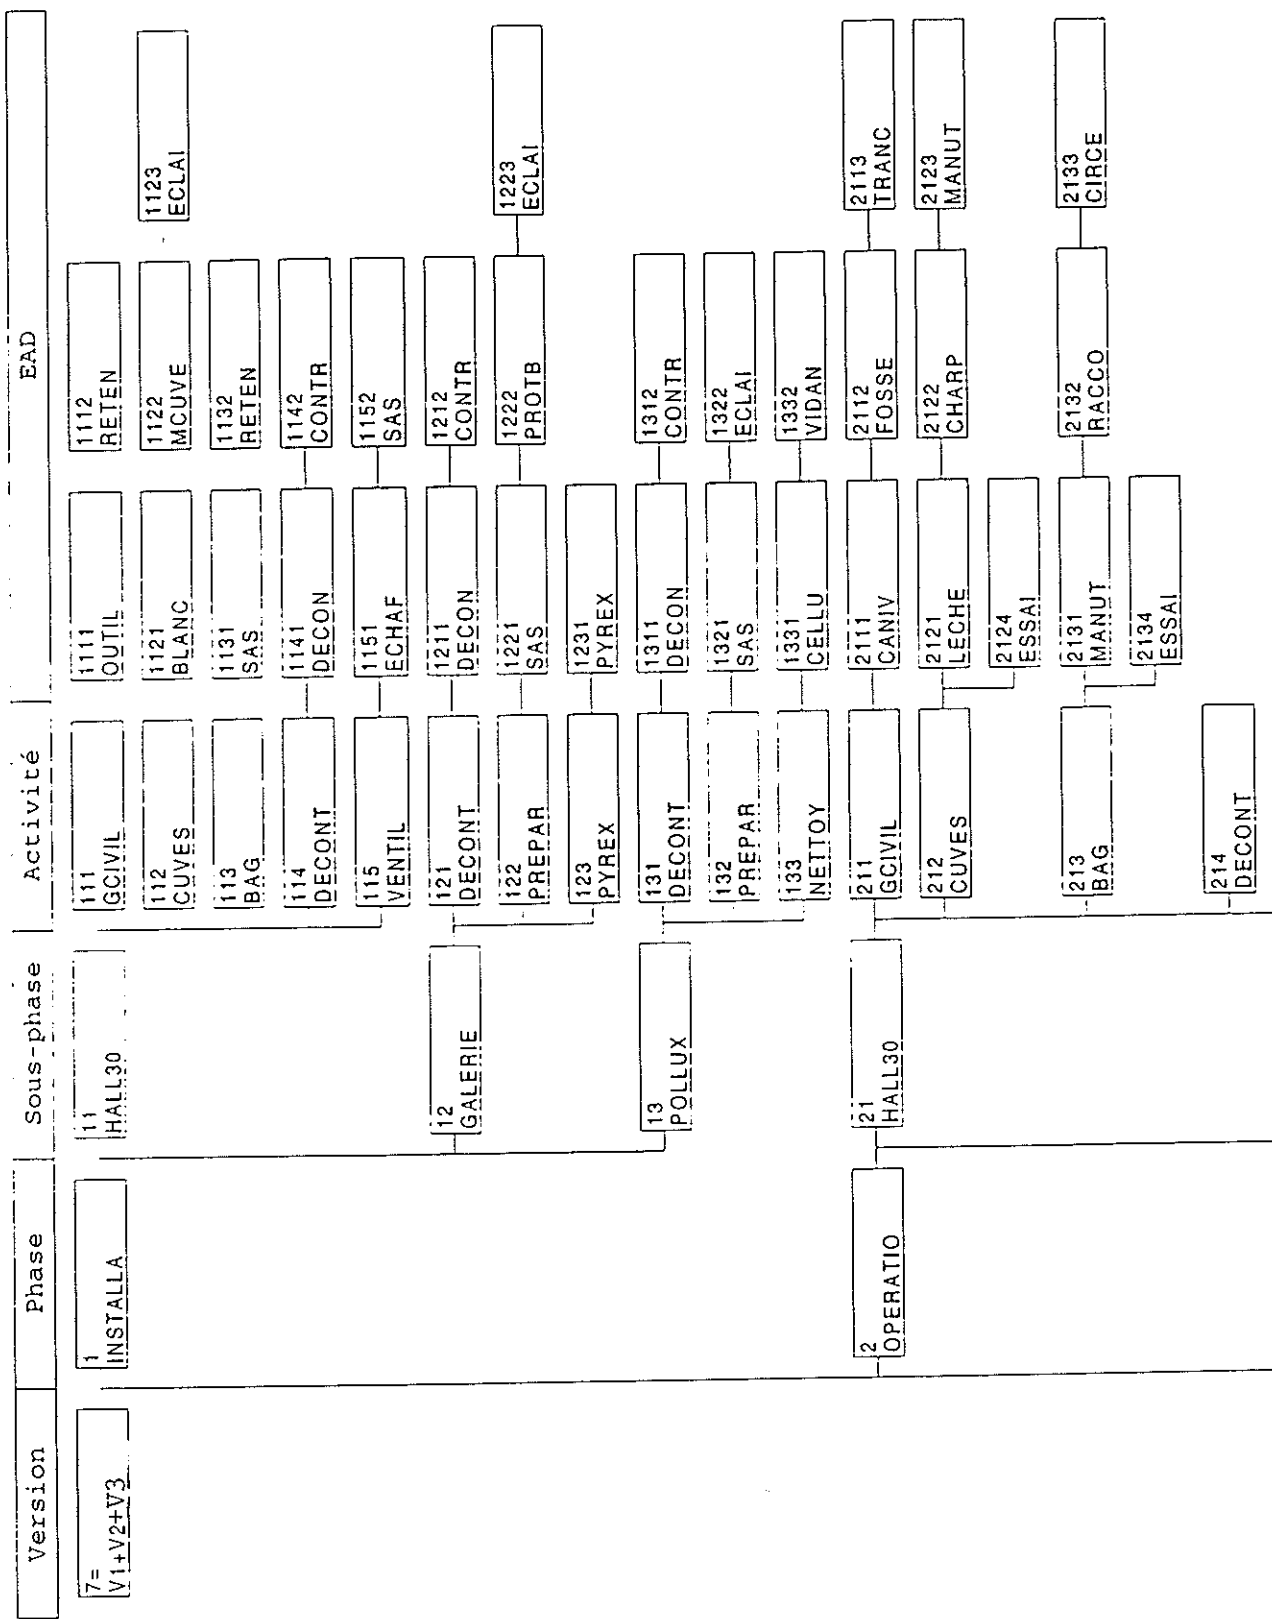 Version
Phase
Sous-phase
Activité
EAD
7=
V1+V2+V3
1
INSTALLA
11
HALL30
111
GCIVIL
1111
OUTIL
1112
RETEN
112
CUVES
1121
BLANC
1122
MCUVE
1123
ECLAI
113
BAG
1131
SAS
1132
RETEN
114
DECONT
1141
DECON
1142
CONTR
115
VENTIL
1151
ECHAF
1152
SAS
12
GALERIE
121
DECONT
1211
DECON
1212
CONTR
122
PREPAR
1221
SAS
1222
PROTB
1223
ECLAI
123
PYREX
1231
PYREX
13
POLLUX
131
DECONT
1311
DECON
1312
CONTR
132
PREPAR
1321
SAS
1322
ECLAI
133
NETTOY
1331
CELLU
1332
VIDAN
2
OPERATIO
21
HALL30
211
GCIVIL
2111
CANIV
2112
FOSSE
2113
TRANC
212
CUVES
2121
LECHE
2122
CHARP
2123
MANUT
2124
ESSAI
213
BAG
2131
MANUT
2132
RACCO
2133
CIRCE
2134
ESSAI
214
DECONT